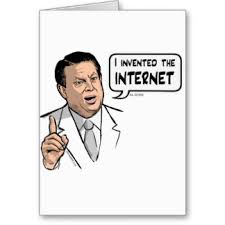 I INVENTED THE
INTERNET